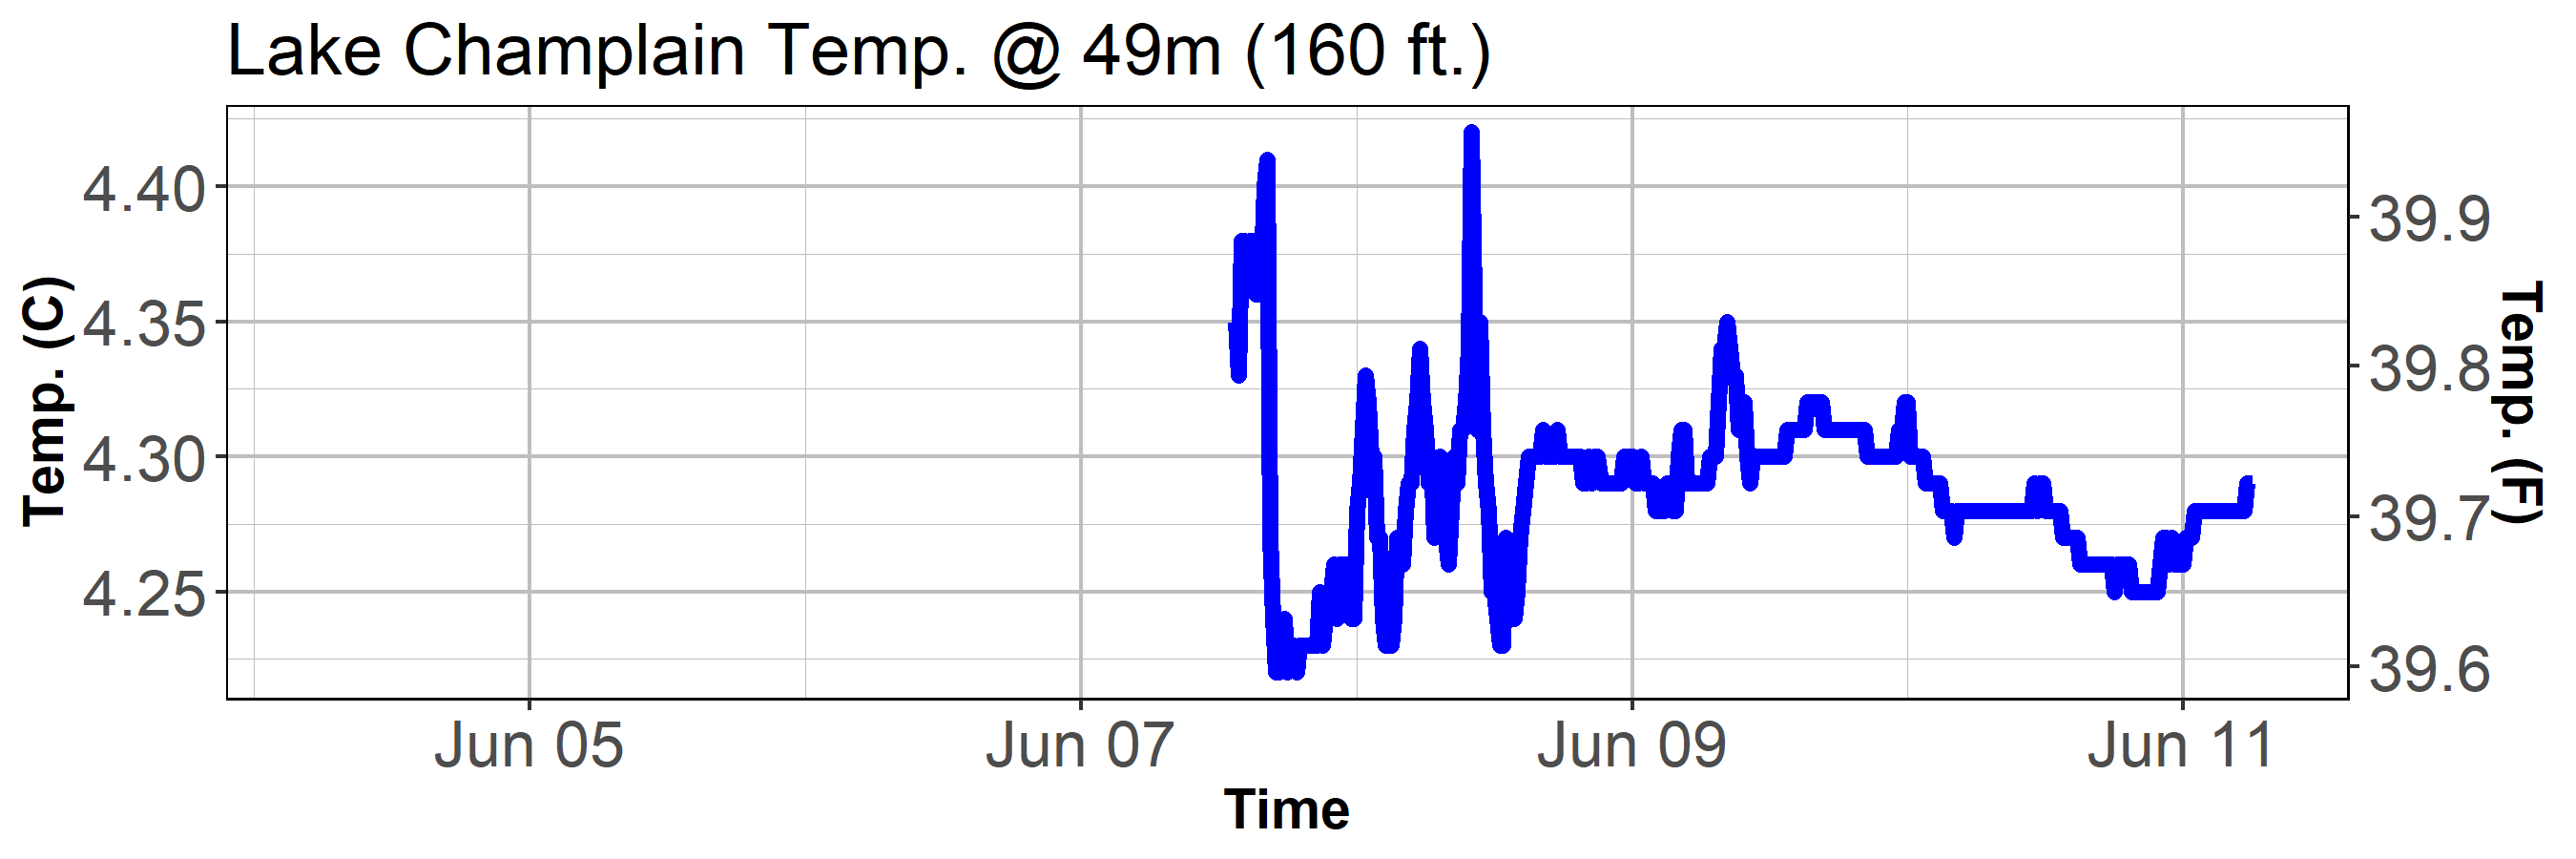 Lake Champlain Temp. @ 49m (160 ft.)
Temp. (C)
4.40
4.35
4.30
4.25
39.9
39.8
39.7
39.6
Temp. (F)
Jun 05 Jun 07 Jun 09 Jun 11
Time